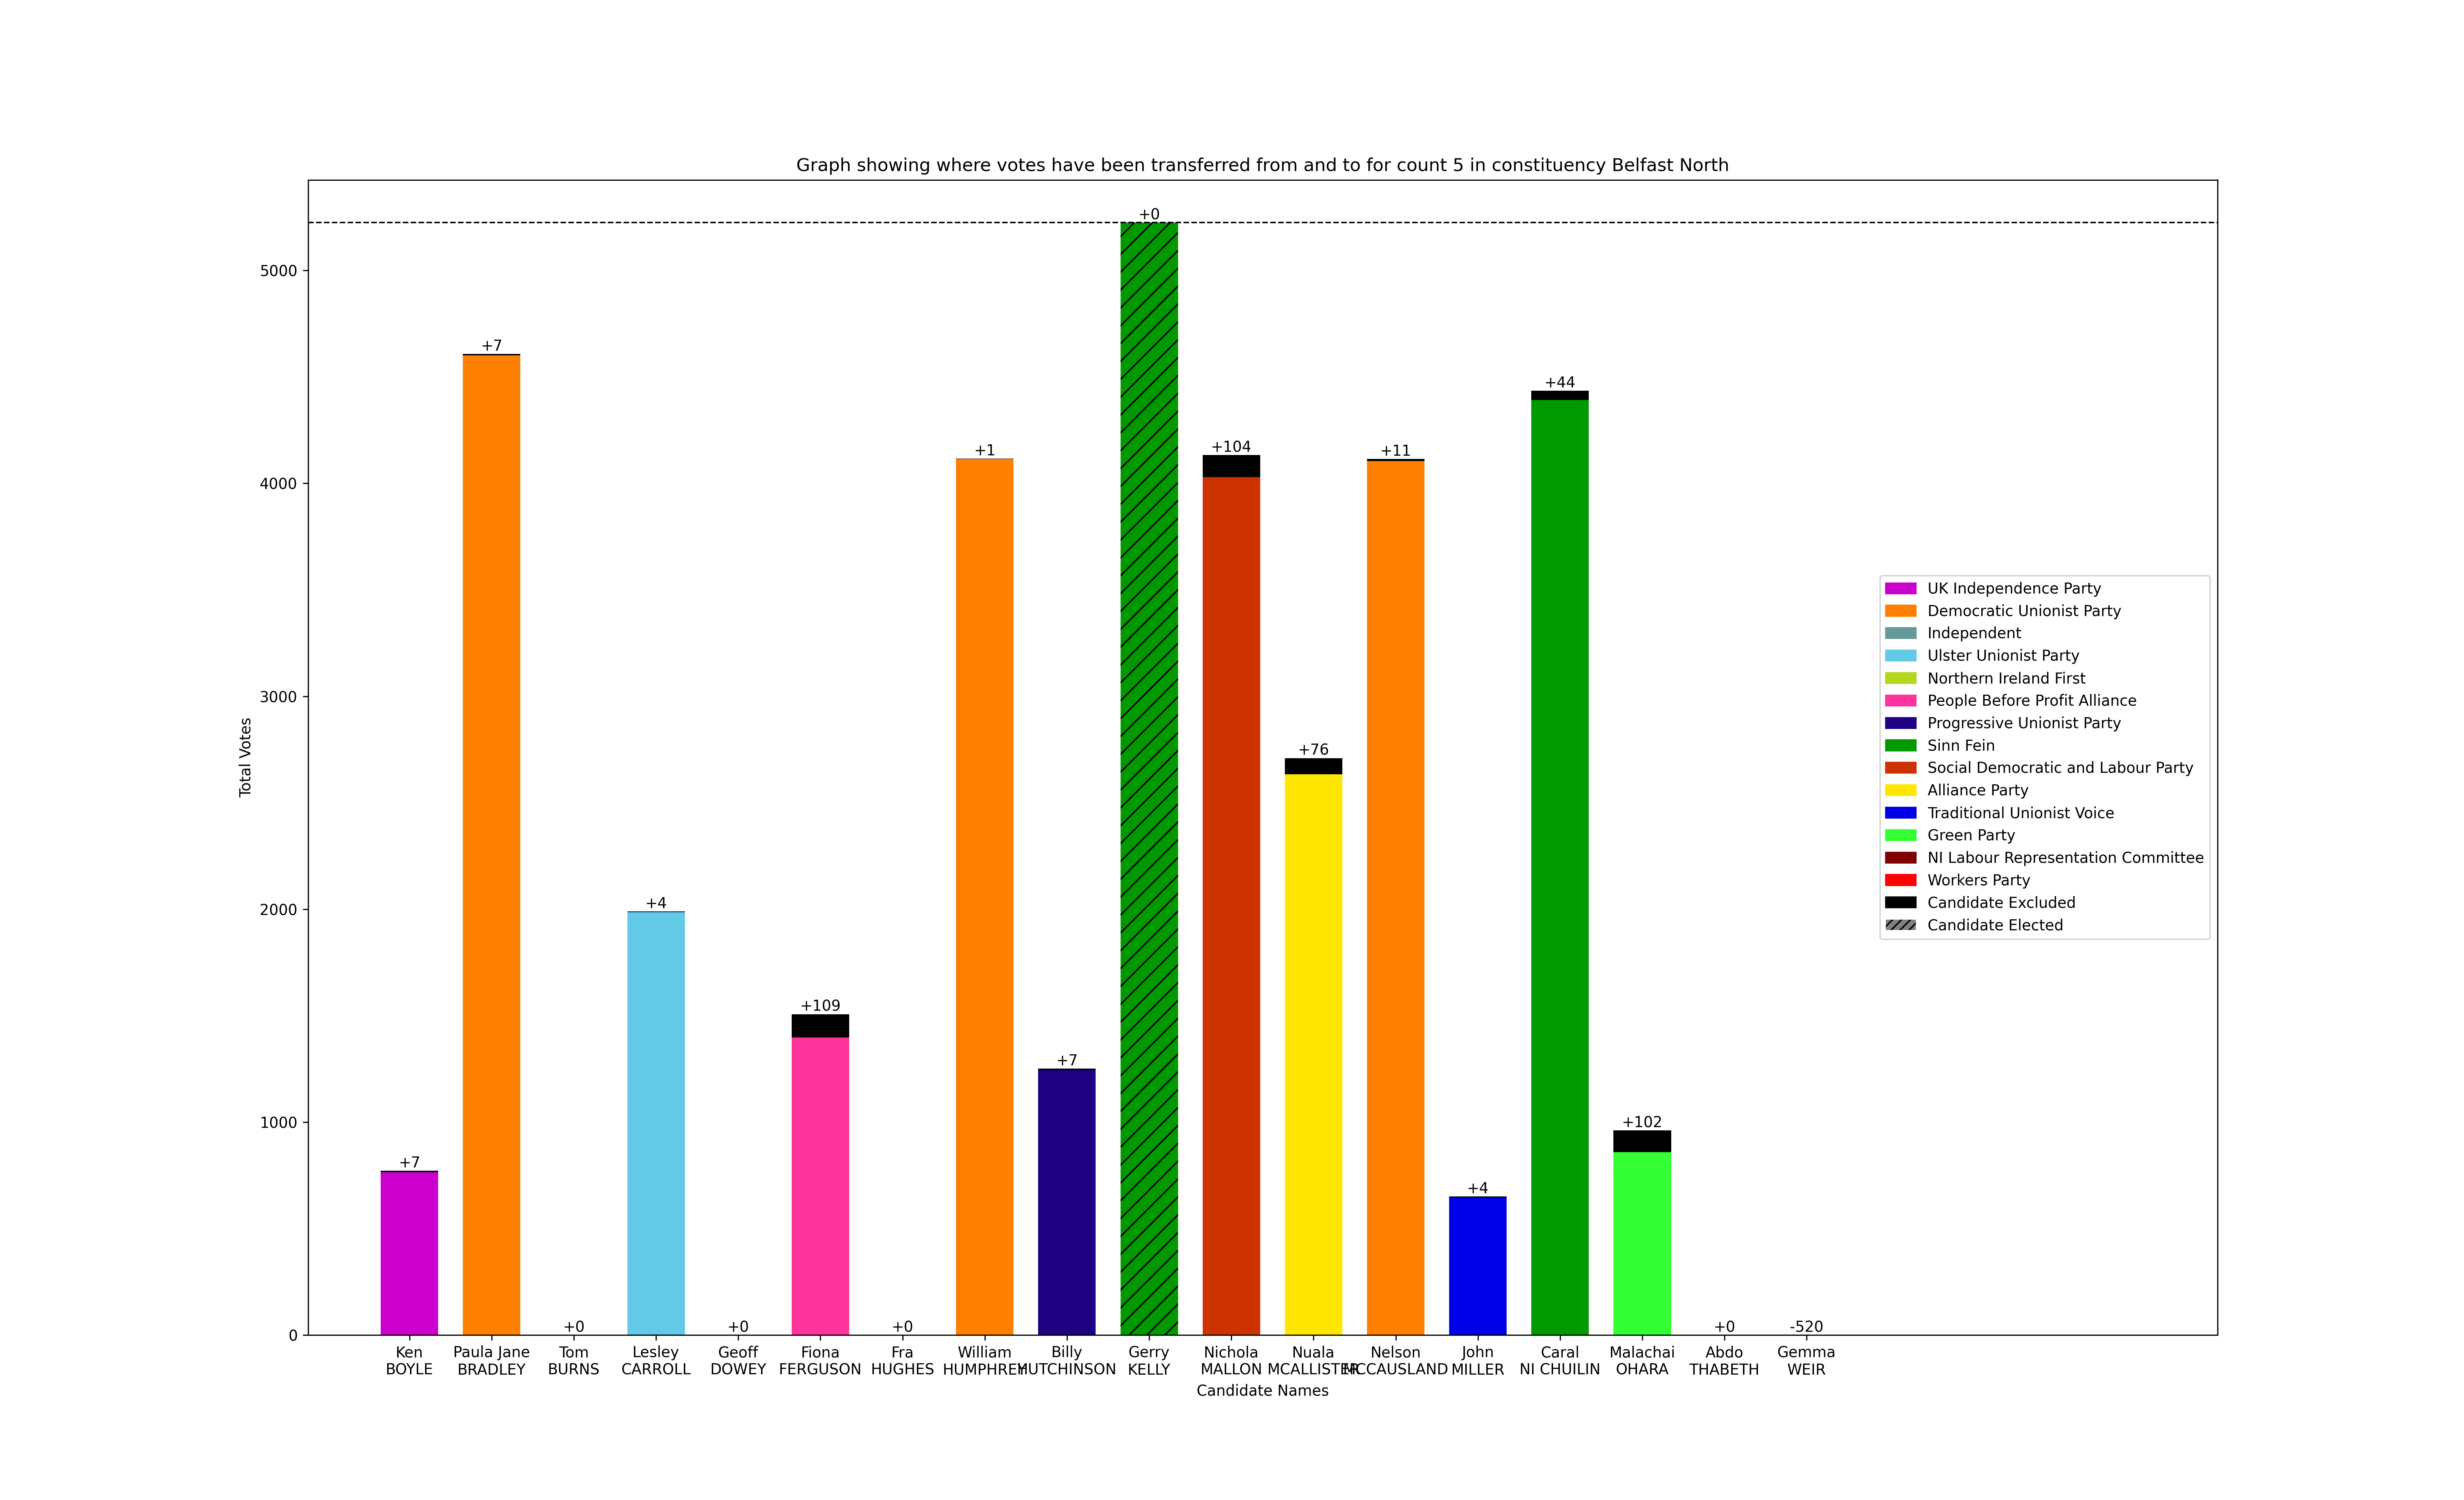 Graph showing where votes have been transferred from and to for count 5 in constituency Belfast North
Total Votes
5000
4000
3000
2000
1000
0
+7
+7
+0
+4
+0
+109
+0
+1
+7
+0
+104
+76
+11
+4
+44
+102
+0
-520
Ken
BOYLE
Paula Jane
BRADLEY
Tom
BURNS
Lesley
CARROLL
Geoff
DOWEY
Fiona
FERGUSON
Fra
HUGHES
William
HUMPHREY
Billy
HUTCHINSON
Gerry
KELLY
Nichola
MALLON
Nuala
MCALLISTER
Nelson
MCCAUSLAND
John
MILLER
Caral
NI CHUILIN
Malachai
OHARA
Abdo
THABETH
Gemma
WEIR
Candidate Names
UK Independence Party
Democratic Unionist Party
Independent
Ulster Unionist Party
Northern Ireland First
People Before Profit Alliance
Progressive Unionist Party
Sinn Fein
Social Democratic and Labour Party
Alliance Party
Traditional Unionist Voice
Green Party
NI Labour Representation Committee
Workers Party
Candidate Excluded
Candidate Elected